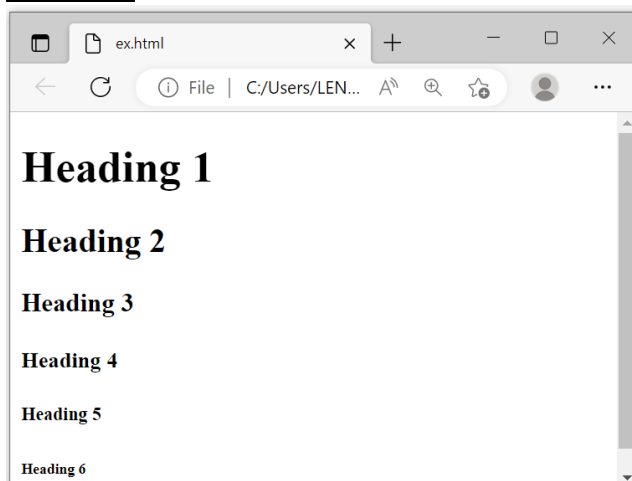 ex.html
File | C:/Users/LEN...
Heading 1
Heading 2
Heading 3
Heading 4
Heading 5
Heading 6